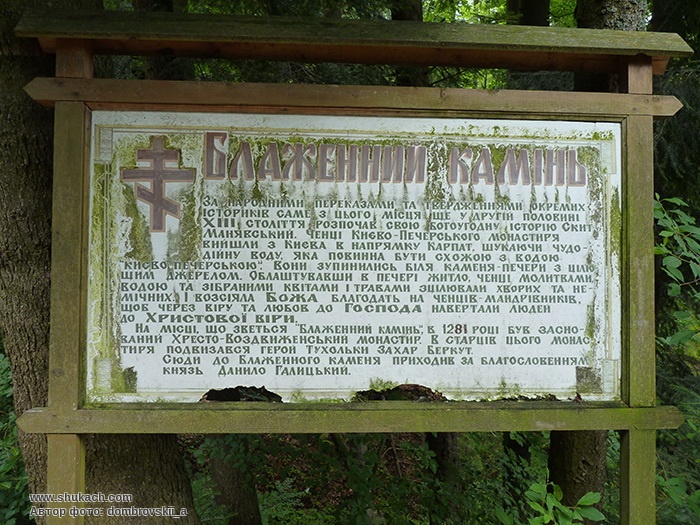 Блаженний камінь
За народними переказами та твердженнями окремих
істориків саме з цього місця ще у другій половині
XIII століття розпочав свою богоугодну історію Скит
Манявський. Ченці Києво-Печерського монастиря
вийшли з Києва в напрямку Карпат, шукаючи чудо-
дійну воду, яка повинна бути схожою з водою
"Києво-Печерською". Вони зупинились біля каменя-печери з цілю-
щим джерелом. Облаштувавши в печері житло, ченці, молитвами,
водою та зібраними квітами і травами зцілювали хворих та не-
мічних. І возсіяла Божа благодать на ченців-мандрівників,
щоб через віру та любов до Господа навертали людей
до Христової віри.
На місці, що зветься "Блаженний камінь", в 1281 році був засно-
ваний Хресто-Воздвиженський монастир. В старціх цього монас-
тиря подвизався герой Тухольки Захар Беркут.
Сюди до Блажиного каменя приходив за благословенням
князь Данило Галицький.
www.shukach.com
Автор фото: dombrovskii_a